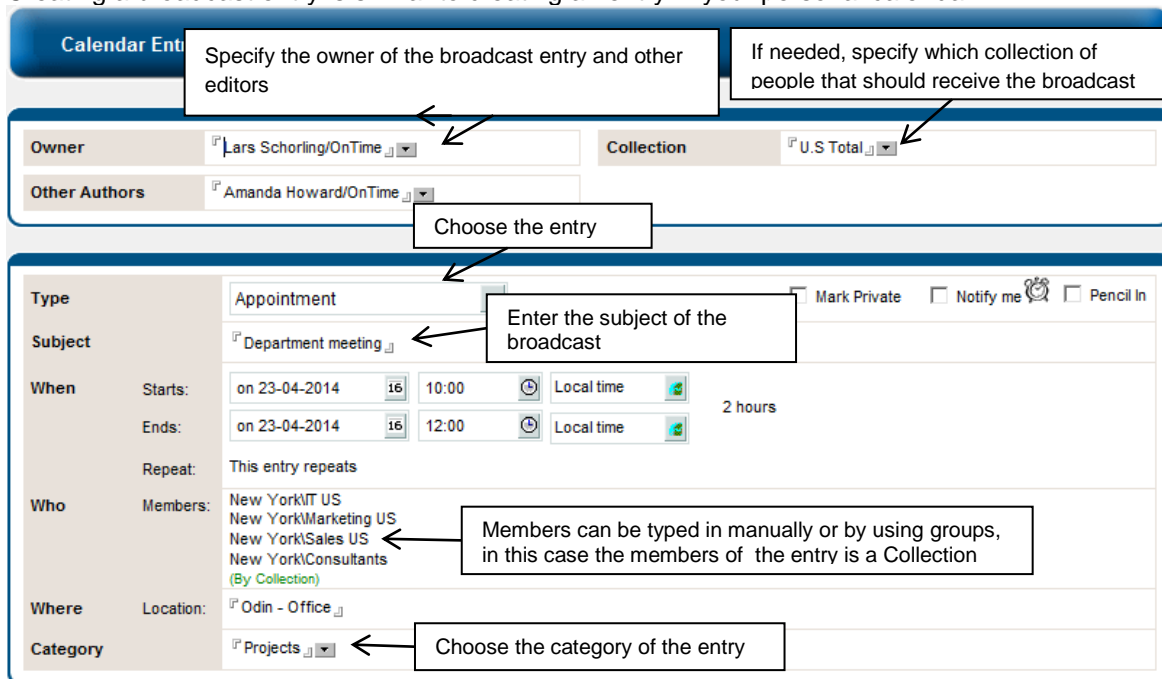 Calendar Entr
Specify the owner of the broadcast entry and other
editors
If needed, specify which collection of
people that should receive the broadcast
Owner Lars Schorling/OnTime Collection U.S Total
Other Authors Amanda Howard/OnTime
Choose the entry
Type Appointment Mark Private Notify me Pencil In
Enter the subject of the
broadcast
Subject Department meeting
When Starts: on 23-04-2014 16 10:00 Local time
2 hours
Ends: on 23-04-2014 16 12:00 Local time
Repeat: This entry repeats
Who Members: New York\IT US
New York\Marketing US
New York\Sales US
New York\Consultants
(By Collection)
Members can be typed in manually or by using groups,
in this case the members of the entry is a Collection
Where Location: Odin - Office
Category Projects
Choose the category of the entry